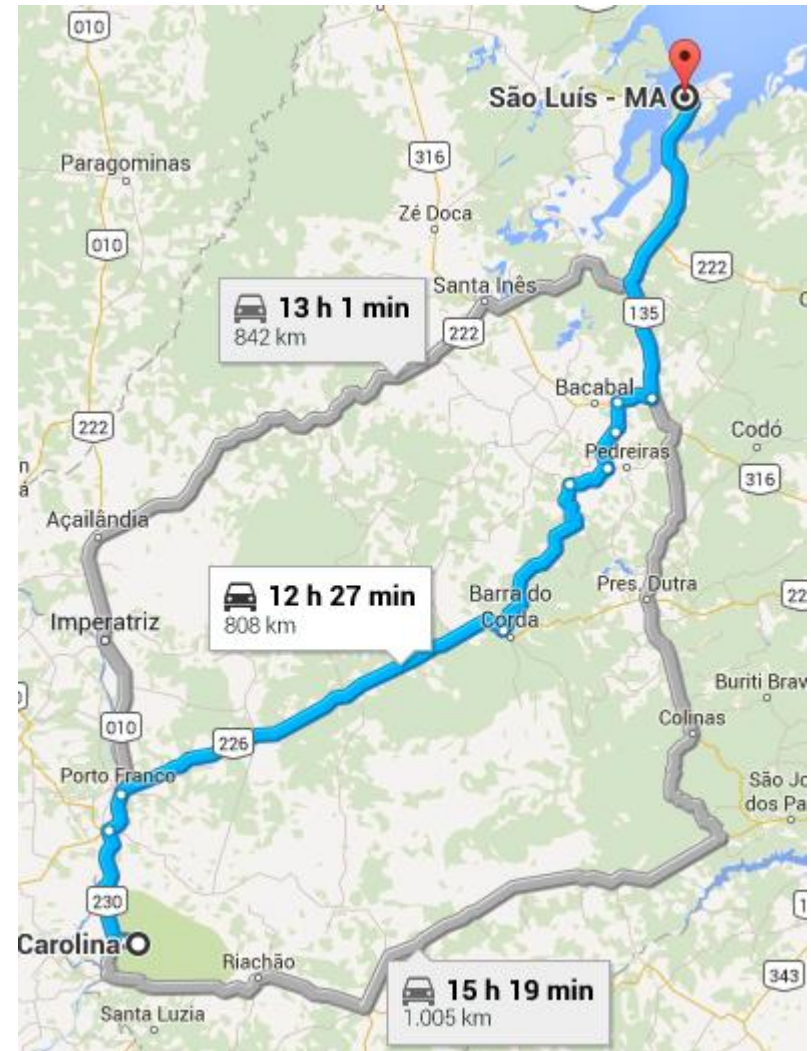 010
São Luís - MA
316
Paragominas
Zé Doca
010
222
Santa Inês
13 h 1 min
842 km
135
222
Bacabal
222
Codó
Pedreiras
316
Açailândia
12 h 27 min
808 km
Barra do
Corda
Pres. Dutra
22
Imperatriz
Buriti Brav
010
Colinas
226
Porto Franco
São Jo
dos Pa
230
Carolina
Riachão
343
15 h 19 min
1.005 km
Santa Luzia